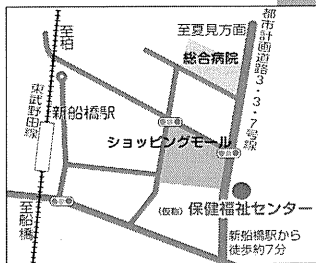 至柏
東武野田線
至船橋
新船橋駅
至夏見方面
総合病院
都市計画道路3・3・7号線
ショッピングモール
(仮称) 保健福祉センター
新船橋駅から
徒歩約7分